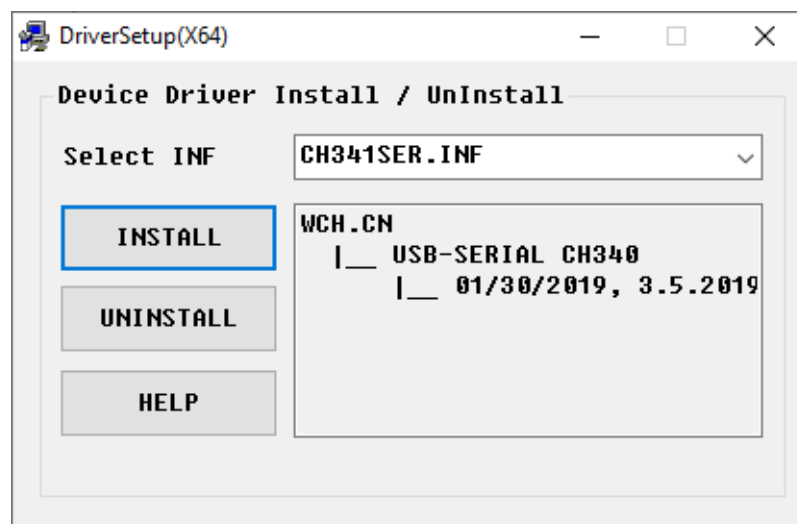 DriverSetup(X64)
Device Driver Install / UnInstall
Select INF
CH341SER.INF
INSTALL
UNINSTALL
HELP
WCH.CN
|__ USB-SERIAL CH340
|__ 01/30/2019, 3.5.2019